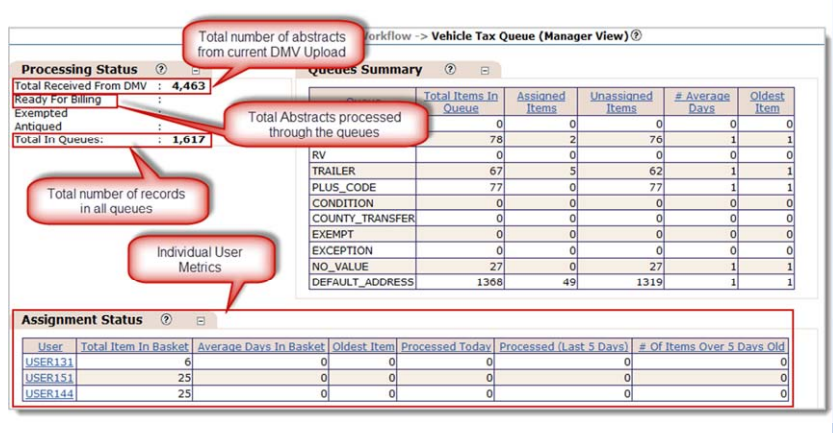 Total number of abstracts
from current DMV Upload
Workflow -> Vehicle Tax Queue (Manager View)
Processing Status
Total Received From DMV : 4,463
Ready For Billing :
Exempted :
Antiqued :
Total In Queues: : 1,617
Total Abstracts processed
through the queues
Total number of records
in all queues
Individual User
Metrics
Queues Summary
Total Items In Queue Assigned Items Unassigned Items # Average Days Oldest Item
0 0 0 0 0
78 2 76 1 1
RV 0 0 0 0 0
TRAILER 67 5 62 1 1
PLUS_CODE 77 0 77 1 1
CONDITION 0 0 0 0 0
COUNTY_TRANSFER 0 0 0 0 0
EXEMPT 0 0 0 0 0
EXCEPTION 0 0 0 0 0
NO_VALUE 27 0 27 1 1
DEFAULT_ADDRESS 1368 49 1319 1 1
Assignment Status
User Total Item In Basket Average Days In Basket Oldest Item Processed Today Processed (Last 5 Days) # Of Items Over 5 Days Old
USER131 6 0 0 0 0 0
USER151 25 0 0 0 0 0
USER144 25 0 0 0 0 0